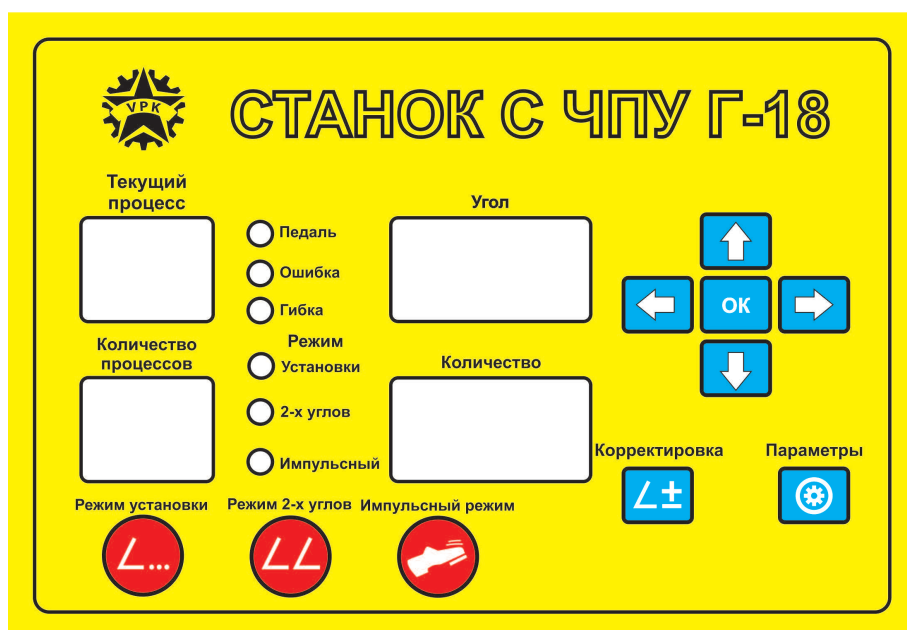 VPK
СТАНОК С ЧПУ Г-18
Текущий
процесс
Педаль
Ошибка
Гибка
Угол
ОК
Количество
процессов
Режим
Установки
2-х углов
Импульсный
Количество
Корректировка
Параметры
Режим установки
Режим 2-х углов
Импульсный режим